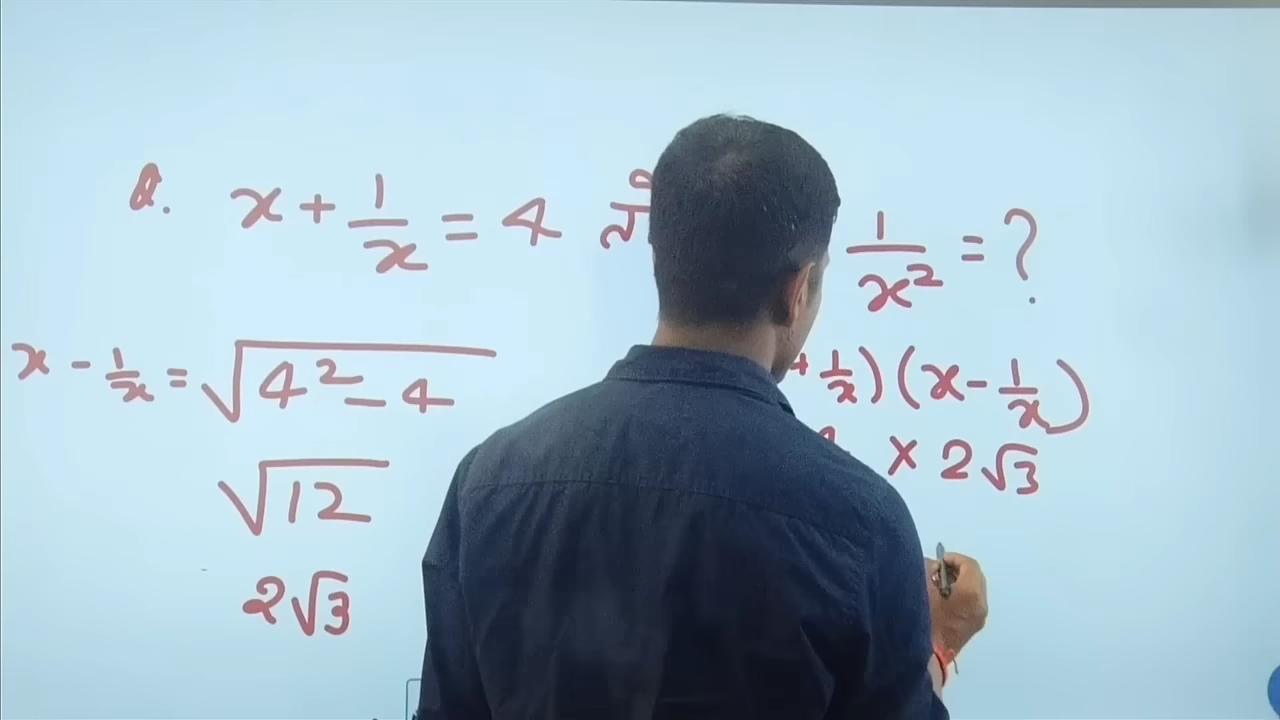 Q. x + 1/x = 4 1/x² = ?
x - 1/x = √(4² - 4)
√12
2√3
+ 1/x) (x - 1/x)
× 2√3